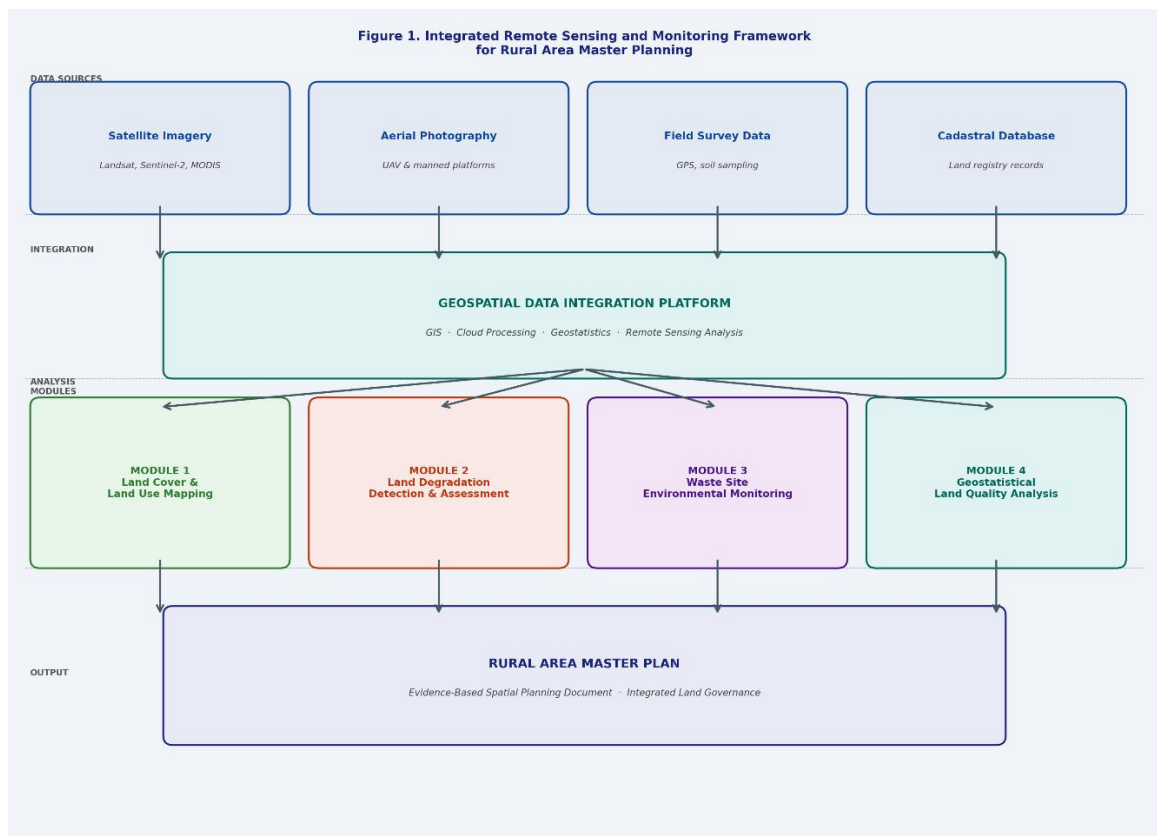 Figure 1. Integrated Remote Sensing and Monitoring Framework
for Rural Area Master Planning
DATA SOURCES
Satellite Imagery
Landsat, Sentinel-2, MODIS
Aerial Photography
UAV & manned platforms
Field Survey Data
GPS, soil sampling
Cadastral Database
Land registry records
INTEGRATION
GEOSPATIAL DATA INTEGRATION PLATFORM
GIS · Cloud Processing · Geostatistics · Remote Sensing Analysis
ANALYSIS
MODULES
MODULE 1
Land Cover &
Land Use Mapping
MODULE 2
Land Degradation
Detection & Assessment
MODULE 3
Waste Site
Environmental Monitoring
MODULE 4
Geostatistical
Land Quality Analysis
OUTPUT
RURAL AREA MASTER PLAN
Evidence-Based Spatial Planning Document · Integrated Land Governance